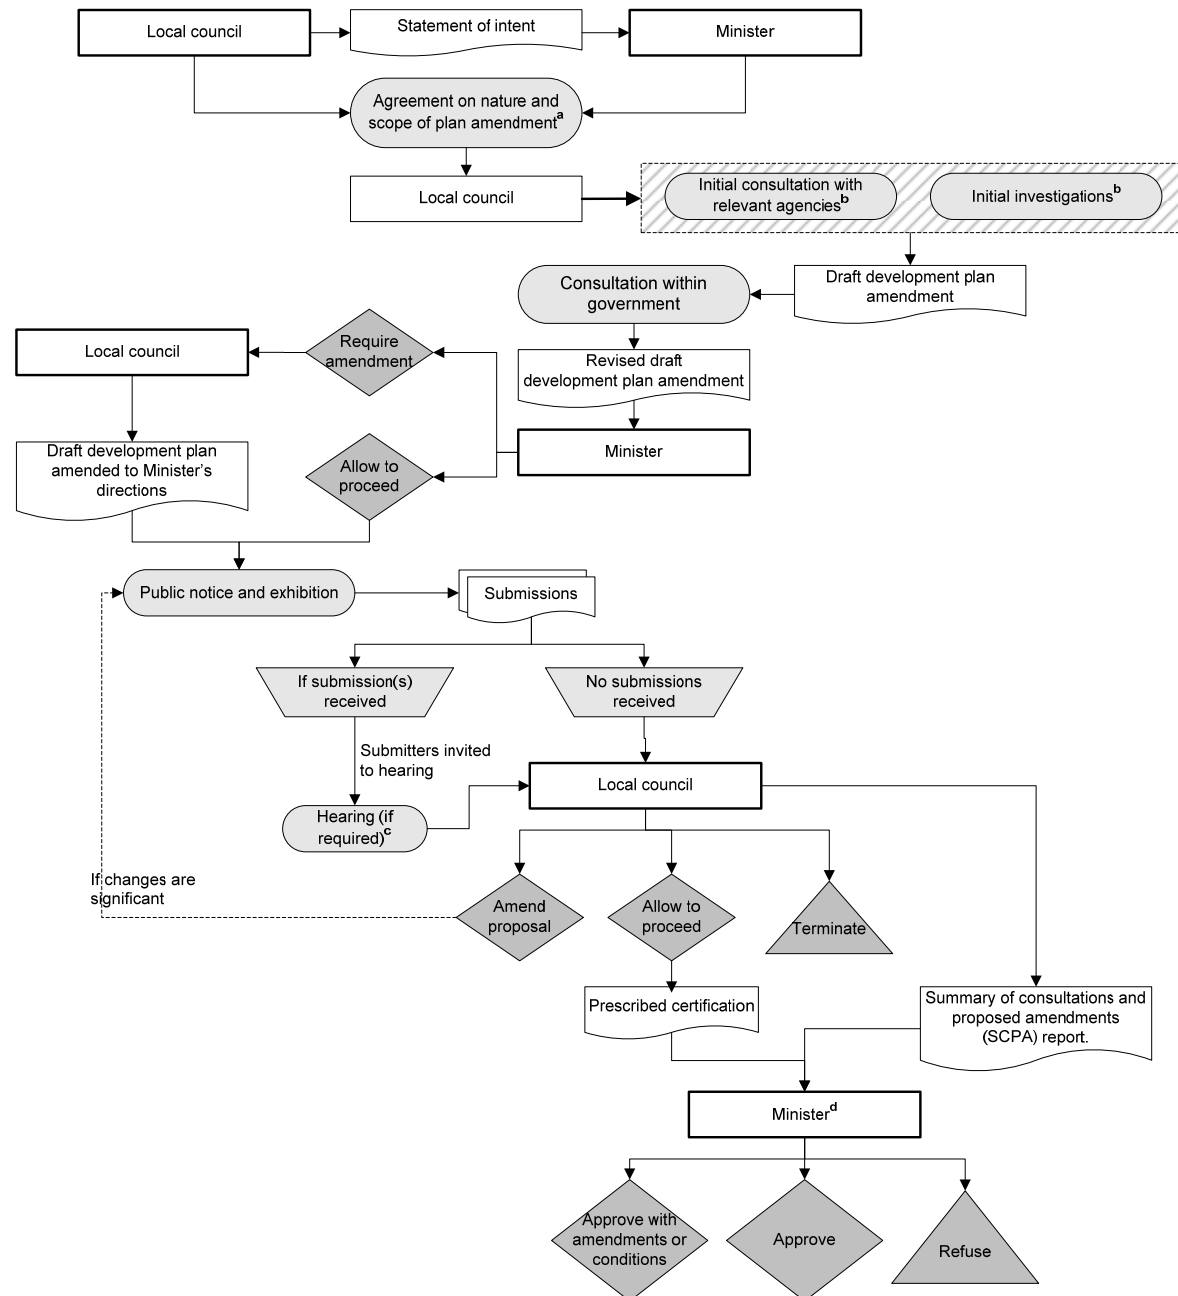 Local council
Statement of intent
Minister
Agreement on nature and
scope of plan amendmentᵃ
Local council
Initial consultation with
relevant agenciesᵇ
Initial investigationsᵇ
Consultation within
government
Draft development plan
amendment
Local council
Require
amendment
Revised draft
development plan amendment
Minister
Draft development plan
amended to Minister’s
directions
Allow to
proceed
Public notice and exhibition
Submissions
If submission(s)
received
No submissions
received
Submitters invited
to hearing
Local council
Hearing (if
required)ᶜ
If changes are
significant
Amend
proposal
Allow to
proceed
Terminate
Prescribed certification
Summary of consultations and
proposed amendments
(SCPA) report.
Ministerᵈ
Approve with
amendments or
conditions
Approve
Refuse